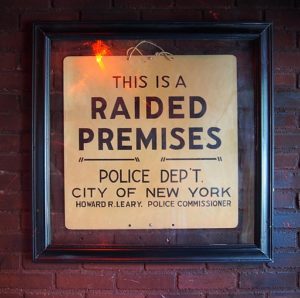 THIS IS A
RAIDED
PREMISES
POLICE DEP'T.
CITY OF NEW YORK
HOWARD R. LEARY, POLICE COMMISSIONER